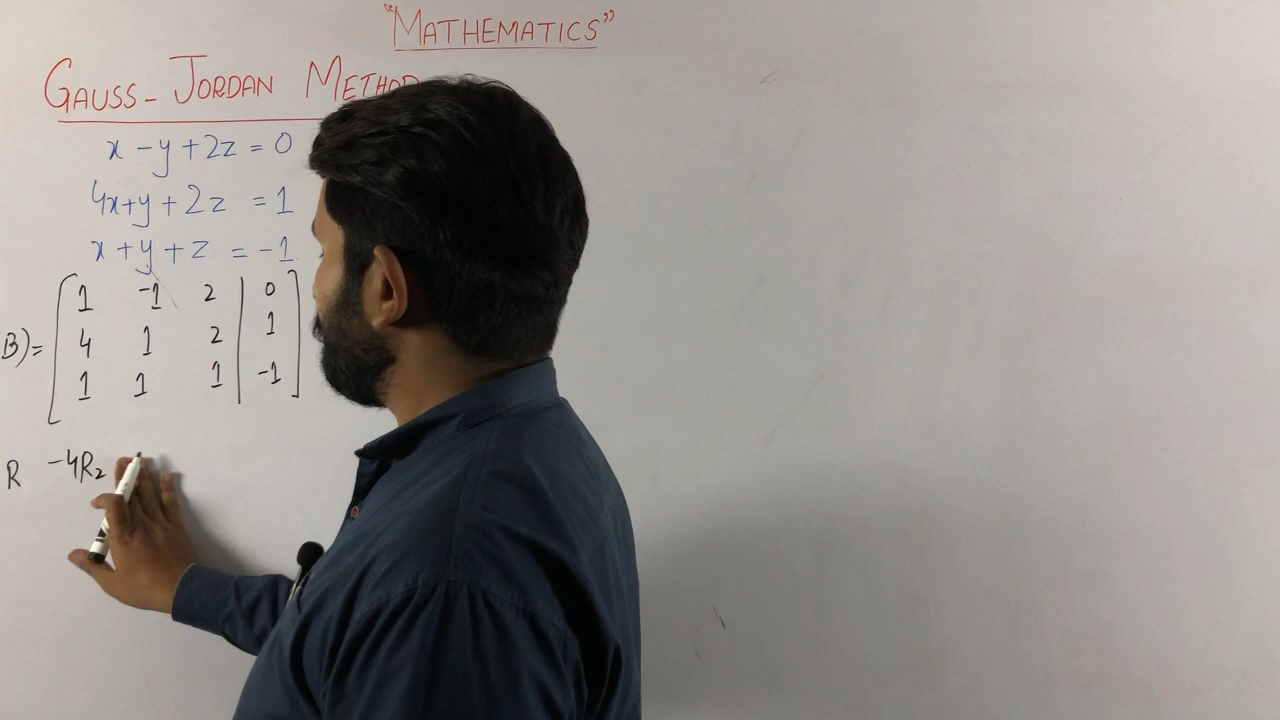 “MATHEMATICS”
GAUSS- JORDAN METHOD
x - y + 2z = 0
4x+y + 2z = 1
x + y + z = -1
1 -1 2 0
B) = 4 1 2 1
1 1 1 -1
R -4R₂